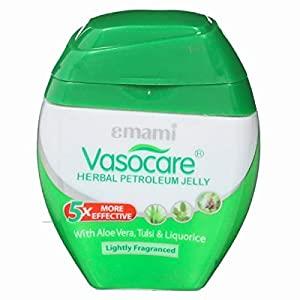 emami
Vasocare®
HERBAL PETROLEUM JELLY
5x MORE
EFFECTIVE
With Aloe Vera, Tulsi & Liquorice
Lightly Fragranced